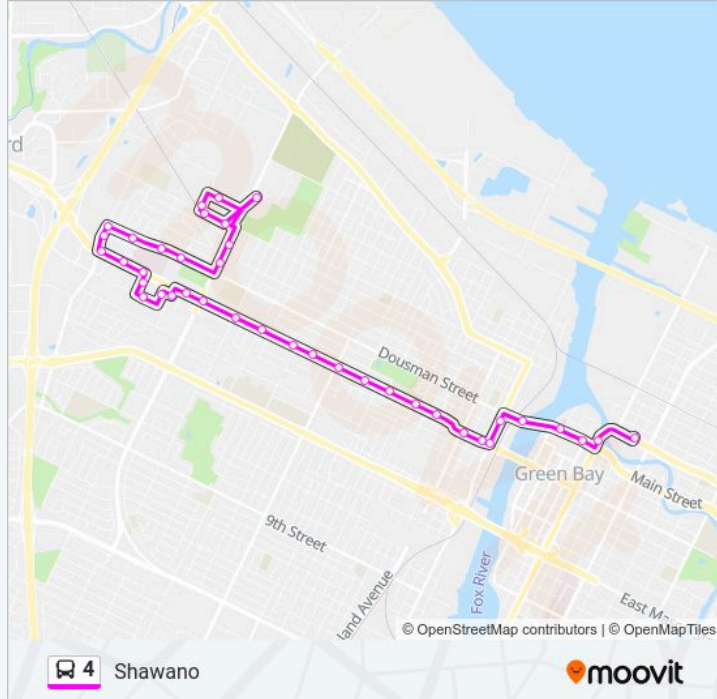 rd
Dousman Street
Green Bay
Main Street
9th Street
Fox River
land Avenue
East Ma
© OpenStreetMap contributors | © OpenMapTiles
4 Shawano
moovit